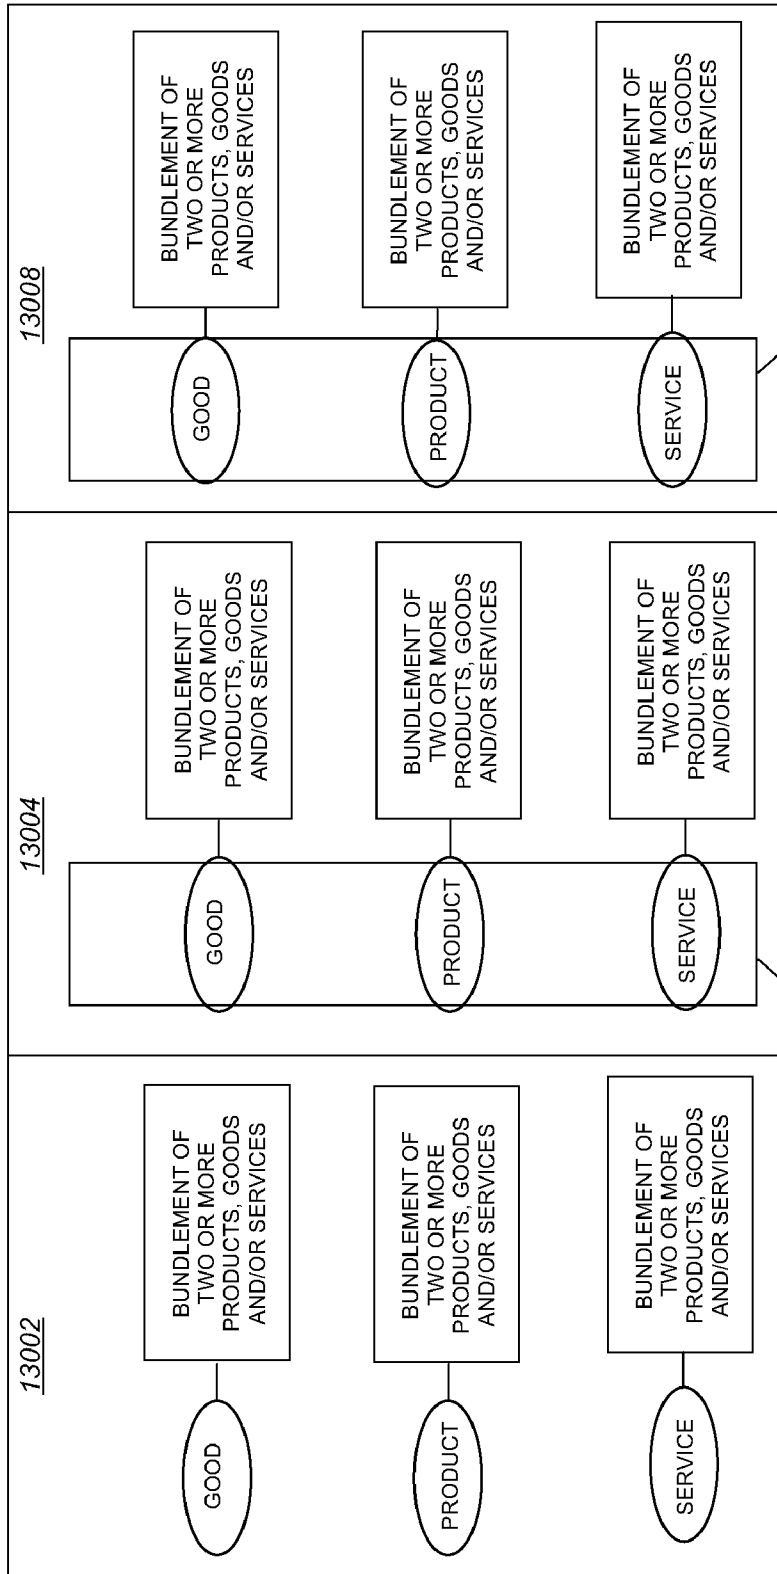 13002
GOOD
BUNDLEMENT OF
TWO OR MORE
PRODUCTS, GOODS
AND/OR SERVICES
PRODUCT
BUNDLEMENT OF
TWO OR MORE
PRODUCTS, GOODS
AND/OR SERVICES
SERVICE
BUNDLEMENT OF
TWO OR MORE
PRODUCTS, GOODS
AND/OR SERVICES
13004
GOOD
BUNDLEMENT OF
TWO OR MORE
PRODUCTS, GOODS
AND/OR SERVICES
PRODUCT
BUNDLEMENT OF
TWO OR MORE
PRODUCTS, GOODS
AND/OR SERVICES
SERVICE
BUNDLEMENT OF
TWO OR MORE
PRODUCTS, GOODS
AND/OR SERVICES
13008
GOOD
BUNDLEMENT OF
TWO OR MORE
PRODUCTS, GOODS
AND/OR SERVICES
PRODUCT
BUNDLEMENT OF
TWO OR MORE
PRODUCTS, GOODS
AND/OR SERVICES
SERVICE
BUNDLEMENT OF
TWO OR MORE
PRODUCTS, GOODS
AND/OR SERVICES